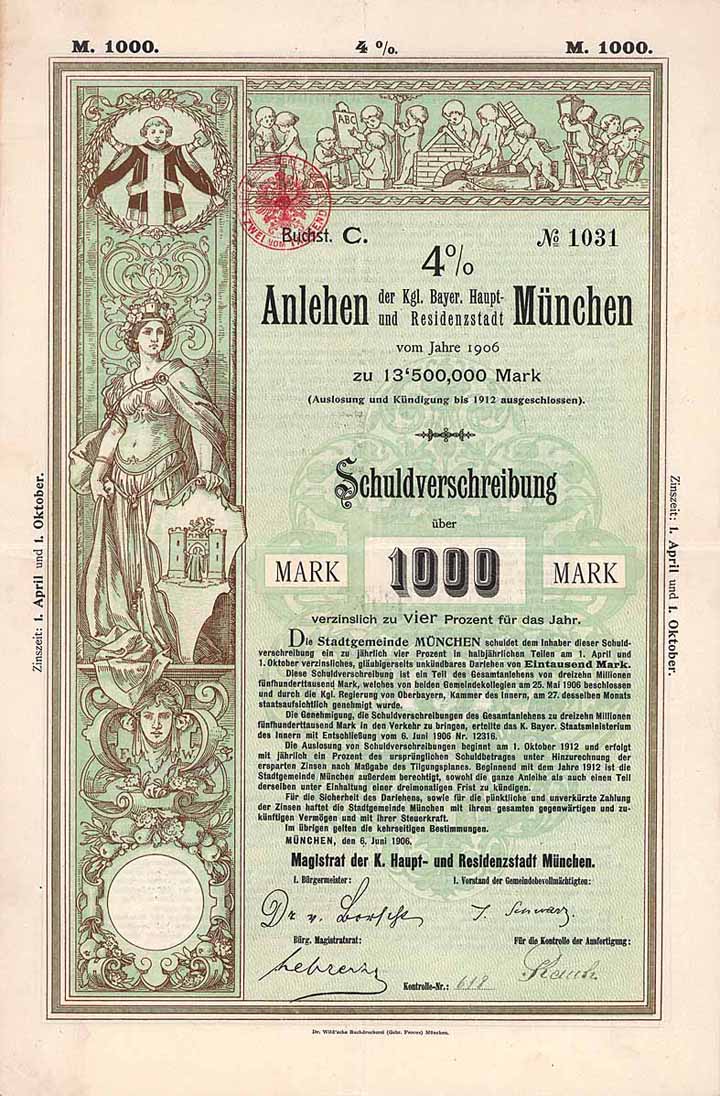 M. 1000. 4 %. M. 1000.
ABC
ZWEI VOM TAUSEND
Buchst. C. № 1031
4%
Anlehen der Kgl. Bayer. Haupt- und Residenzstadt München
vom Jahre 1906
zu 13'500,000 Mark
(Auslosung und Kündigung bis 1912 ausgeschlossen).
Schuldverschreibung
über
MARK 1000 MARK
verzinslich zu vier Prozent für das Jahr.
Die Stadtgemeinde MÜNCHEN schuldet dem Inhaber dieser Schuld-
verschreibung ein zu jährlich vier Prozent in halbjährlichen Teilen am 1. April und
1. Oktober verzinsliches, gläubigerseits unkündbares Darlehen von Eintausend Mark.
Diese Schuldverschreibung ist ein Teil des Gesamtanlehens von dreizehn Millionen
fünfhunderttausend Mark, welches von beiden Gemeindekollegien am 25. Mai 1906 beschlossen
und durch die Kgl. Regierung von Oberbayern, Kammer des Innern, am 27. desselben Monats
staatsaufsichtlich genehmigt wurde.
Die Genehmigung, die Schuldverschreibungen des Gesamtanlehens zu dreizehn Millionen
fünfhunderttausend Mark in den Verkehr zu bringen, erteilte das K. Bayer. Staatsministerium
des Innern mit Entschließung vom 6. Juni 1906 Nr. 12316.
Die Auslosung von Schuldverschreibungen beginnt am 1. Oktober 1912 und erfolgt
mit jährlich ein Prozent des ursprünglichen Schuldbetrages unter Hinzurechnung der
ersparten Zinsen nach Maßgabe des Tilgungsplanes. Beginnend mit dem Jahre 1912 ist die
Stadtgemeinde München außerdem berechtigt, sowohl die ganze Anleihe als auch einen Teil
derselben unter Einhaltung einer dreimonatigen Frist zu kündigen.
Für die Sicherheit des Darlehens, sowie für die pünktliche und unverkürzte Zahlung
der Zinsen haftet die Stadtgemeinde München mit ihrem gesamten gegenwärtigen und zu-
künftigen Vermögen und mit ihrer Steuerkraft.
Im übrigen gelten die kehrseitigen Bestimmungen.
MÜNCHEN, den 6. Juni 1906.
Magistrat der K. Haupt- und Residenzstadt München.
I. Bürgermeister: I. Vorstand der Gemeindebevollmächtigten:
Dr v. Borscht J. Schwarz.
Bürg. Magistratsrat: Für die Kontrolle der Ausfertigung:
Kontrolle-Nr.: 618
Zinszeit: 1. April und 1. Oktober.
Zinszeit: 1. April und 1. Oktober.
E W
Dr. Wild'sche Buchdruckerei (Gebr. Parcus) München.